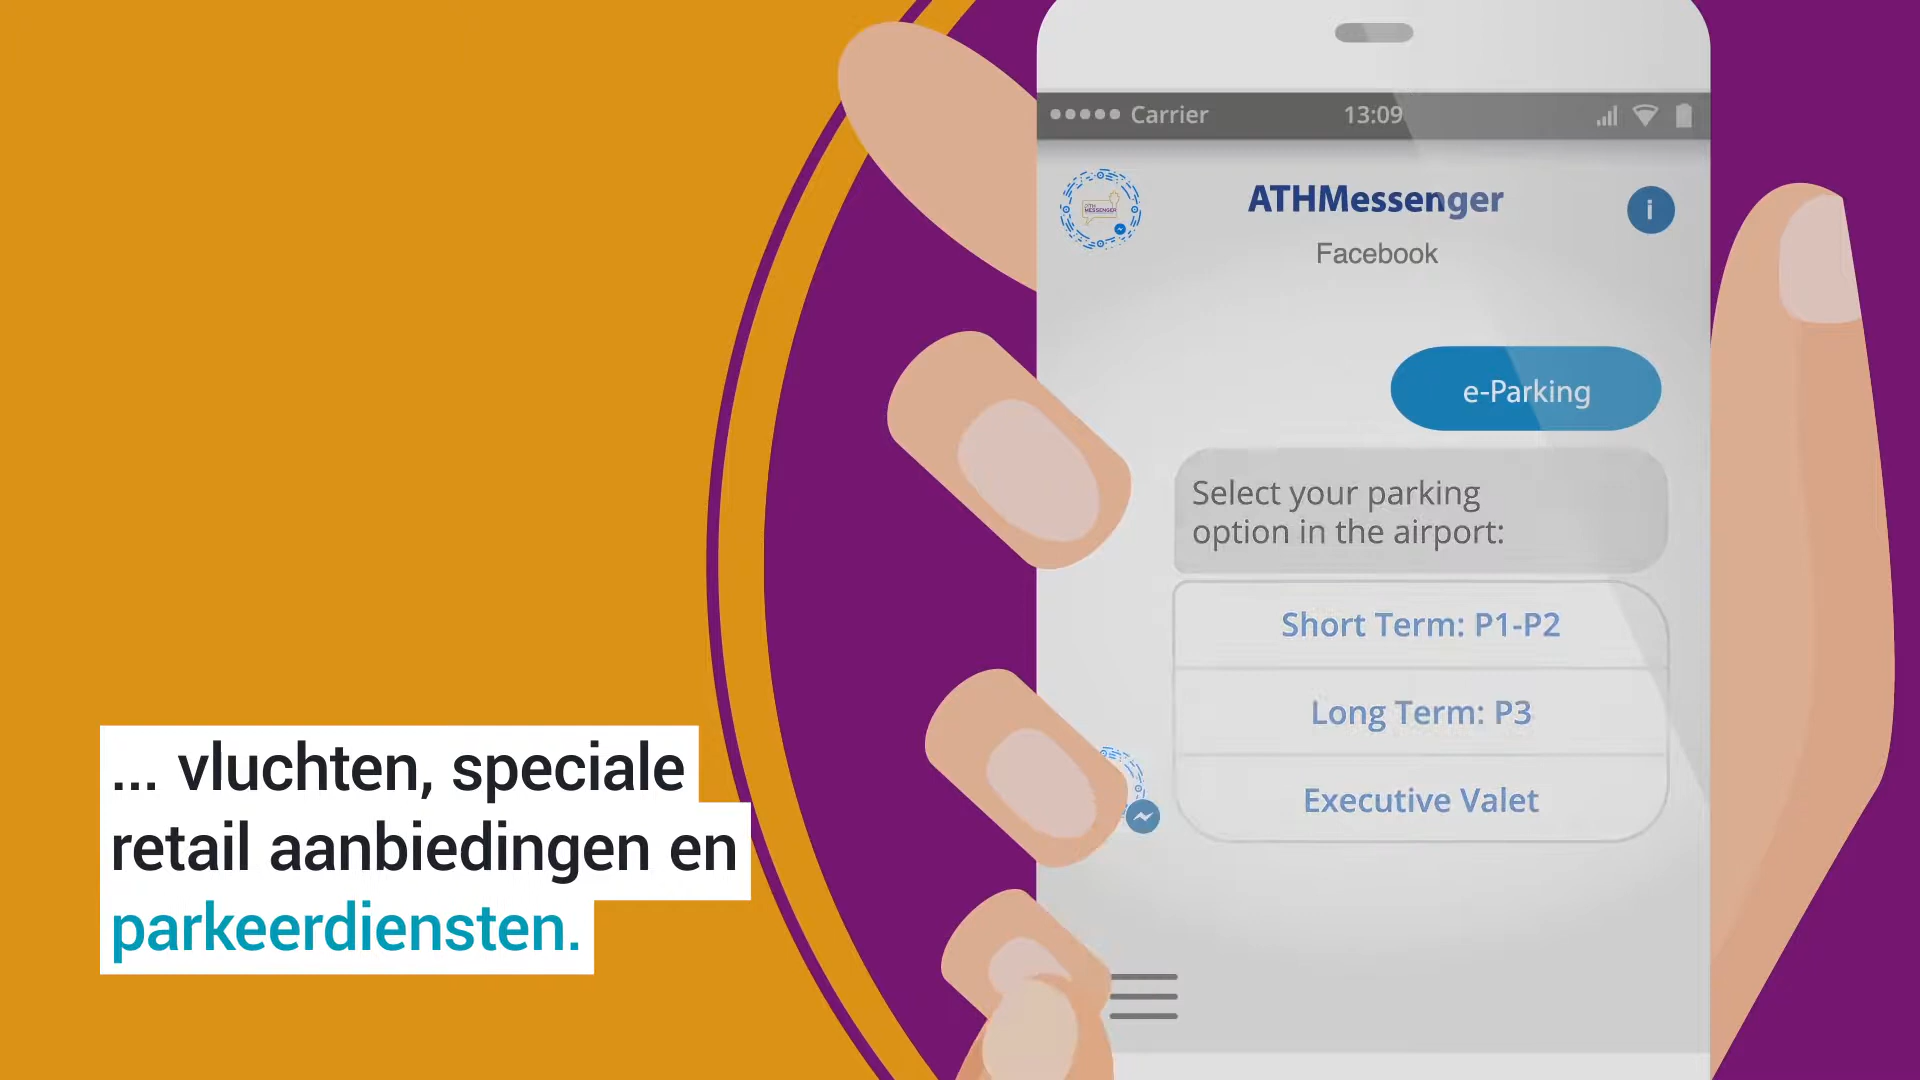 Carrier 13:09
ATHMessenger
Facebook
i
e-Parking
Select your parking
option in the airport:
Short Term: P1-P2
Long Term: P3
Executive Valet
... vluchten, speciale
retail aanbiedingen en
parkeerdiensten.